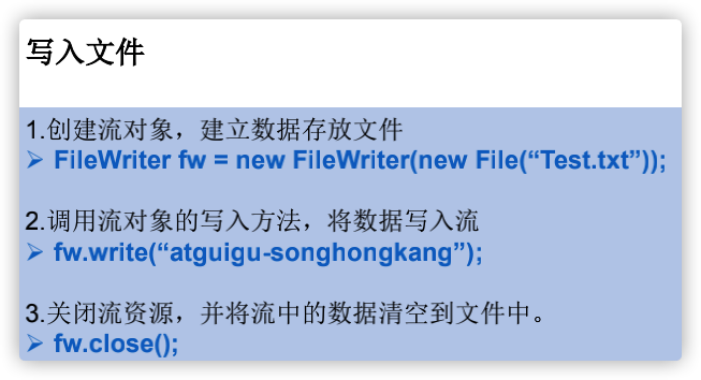 写入文件
1.创建流对象，建立数据存放文件
➢ FileWriter fw = new FileWriter(new File(“Test.txt”));
2.调用流对象的写入方法，将数据写入流
➢ fw.write(“atguigu-songhongkang”);
3.关闭流资源，并将流中的数据清空到文件中。
➢ fw.close();